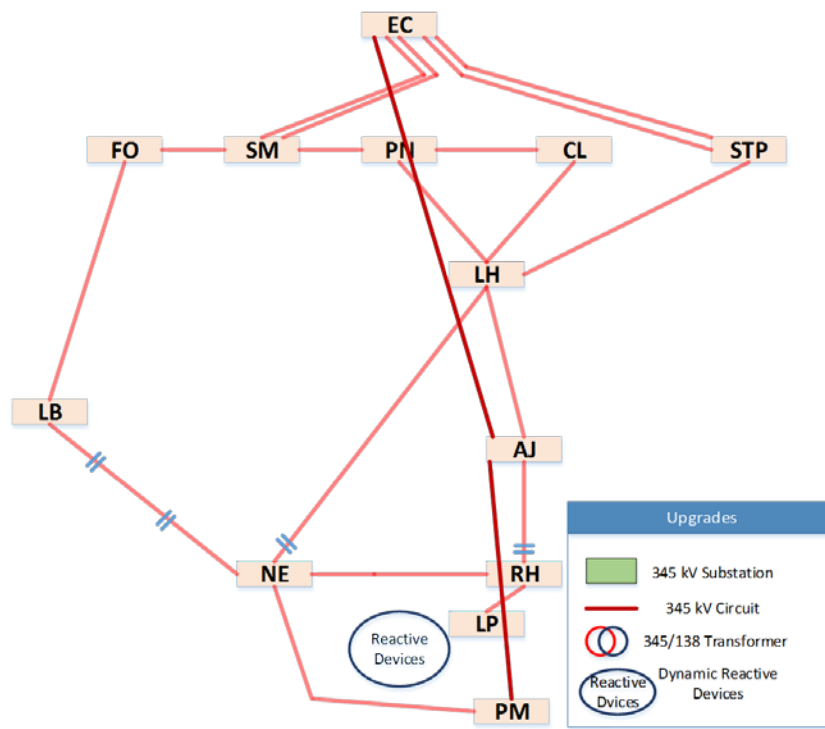 EC
FO
SM
PN
CL
STP
LH
LB
AJ
NE
RH
LP
Reactive
Devices
PM
Upgrades
345 kV Substation
345 kV Circuit
345/138 Transformer
Reactive
Dvices
Dynamic Reactive
Devices